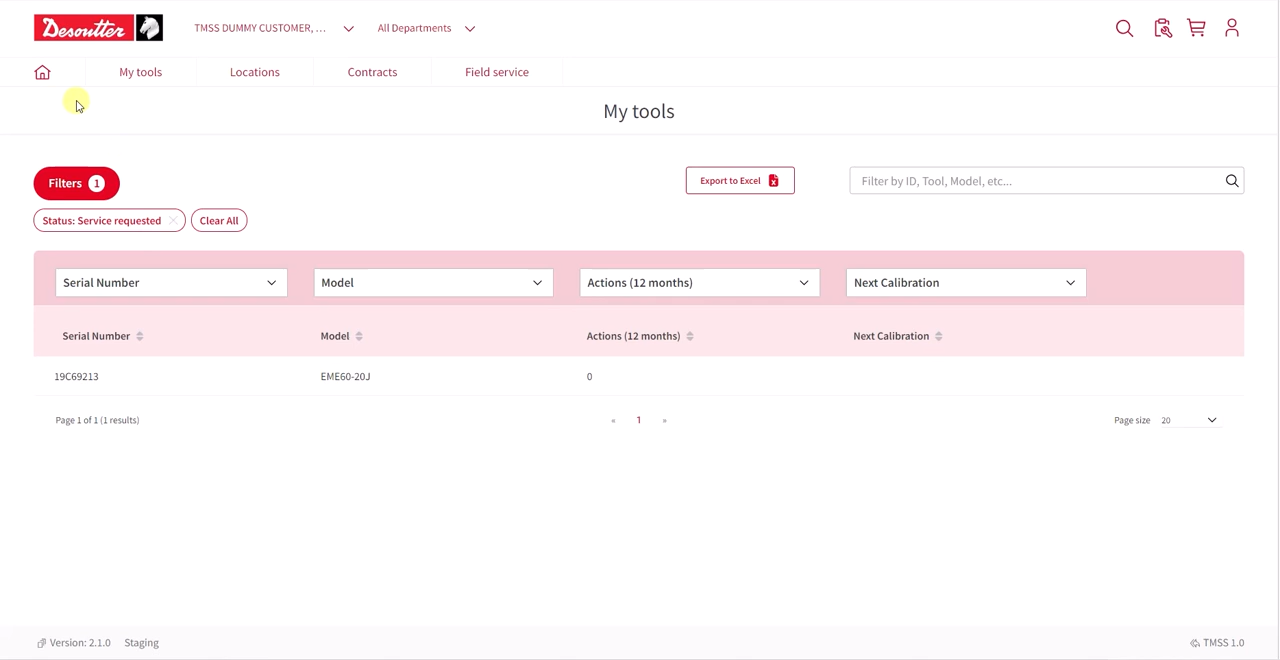 Desoutter
TMSS DUMMY CUSTOMER, ...
All Departments
My tools
Locations
Contracts
Field service
My tools
Filters 1
Export to Excel
Filter by ID, Tool, Model, etc...
Status: Service requested
Clear All
Serial Number
Model
Actions (12 months)
Next Calibration
Serial Number
Model
Actions (12 months)
Next Calibration
19C69213
EME60-20J
0
Page 1 of 1 (1 results)
« 1 »
Page size 20
Version: 2.1.0
Staging
TMSS 1.0